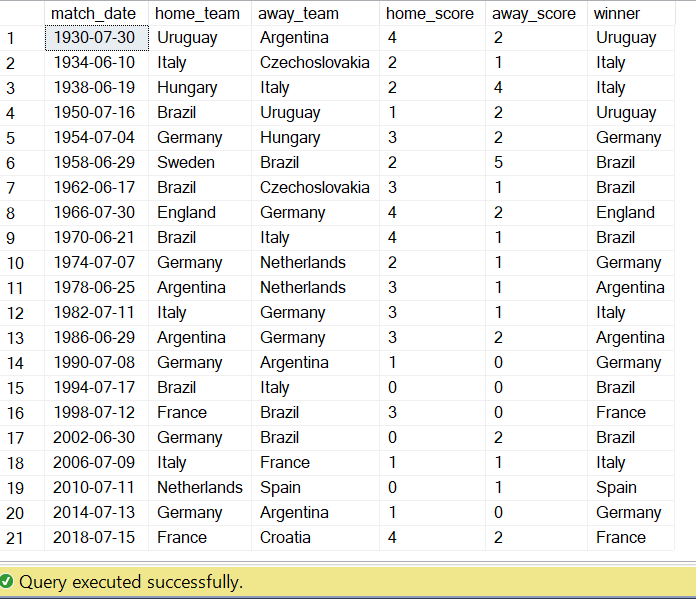 match_date home_team away_team home_score away_score winner
1 1930-07-30 Uruguay Argentina 4 2 Uruguay
2 1934-06-10 Italy Czechoslovakia 2 1 Italy
3 1938-06-19 Hungary Italy 2 4 Italy
4 1950-07-16 Brazil Uruguay 1 2 Uruguay
5 1954-07-04 Germany Hungary 3 2 Germany
6 1958-06-29 Sweden Brazil 2 5 Brazil
7 1962-06-17 Brazil Czechoslovakia 3 1 Brazil
8 1966-07-30 England Germany 4 2 England
9 1970-06-21 Brazil Italy 4 1 Brazil
10 1974-07-07 Germany Netherlands 2 1 Germany
11 1978-06-25 Argentina Netherlands 3 1 Argentina
12 1982-07-11 Italy Germany 3 1 Italy
13 1986-06-29 Argentina Germany 3 2 Argentina
14 1990-07-08 Germany Argentina 1 0 Germany
15 1994-07-17 Brazil Italy 0 0 Brazil
16 1998-07-12 France Brazil 3 0 France
17 2002-06-30 Germany Brazil 0 2 Brazil
18 2006-07-09 Italy France 1 1 Italy
19 2010-07-11 Netherlands Spain 0 1 Spain
20 2014-07-13 Germany Argentina 1 0 Germany
21 2018-07-15 France Croatia 4 2 France
Query executed successfully.